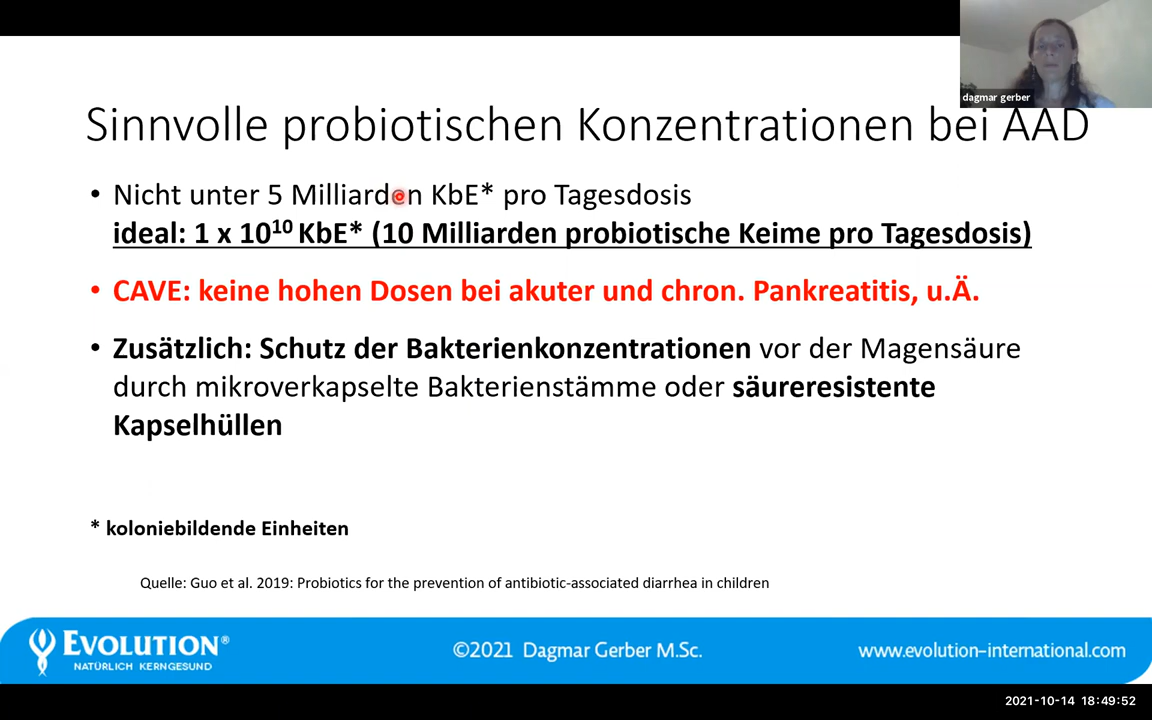 dagmar gerber
Sinnvolle probiotischen Konzentrationen bei AAD
• Nicht unter 5 Milliarden KbE* pro Tagesdosis
ideal: 1 x 10¹⁰ KbE* (10 Milliarden probiotische Keime pro Tagesdosis)
• CAVE: keine hohen Dosen bei akuter und chron. Pankreatitis, u.Ä.
• Zusätzlich: Schutz der Bakterienkonzentrationen vor der Magensäure
durch mikroverkapselte Bakterienstämme oder säureresistente
Kapselhüllen
* koloniebildende Einheiten
Quelle: Guo et al. 2019: Probiotics for the prevention of antibiotic-associated diarrhea in children
EVOLUTION®
NATÜRLICH KERNGESUND
©2021 Dagmar Gerber M.Sc.
www.evolution-international.com
2021-10-14 18:49:52